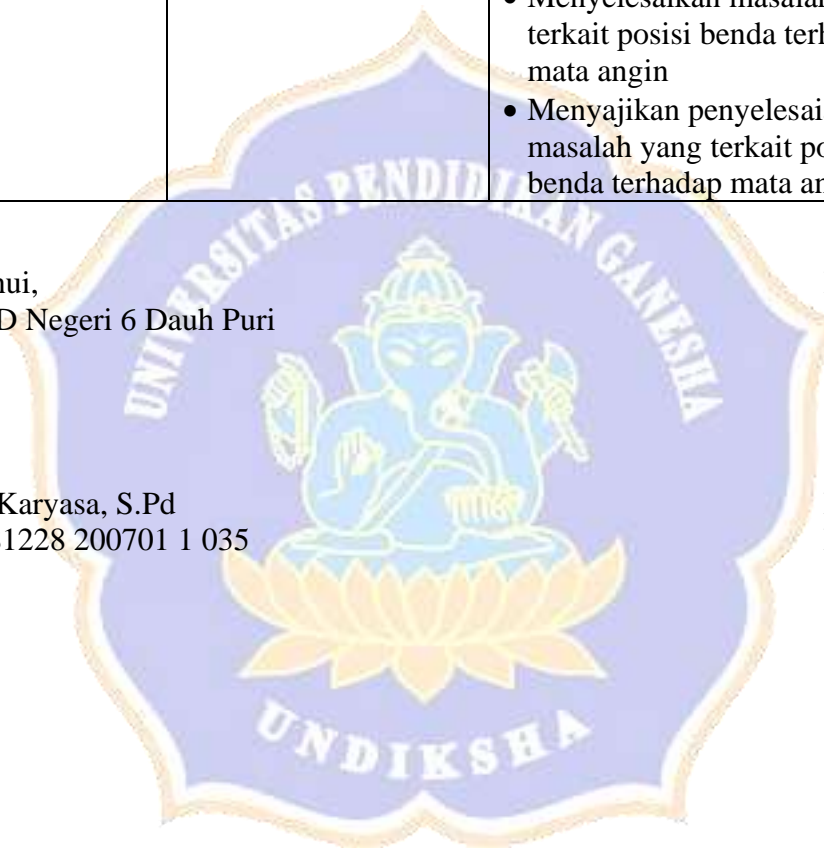 • Menyelesaikan masalah
terkait posisi benda terh
mata angin
• Menyajikan penyelesai
masalah yang terkait po
benda terhadap mata an
UNIVERSITAS PENDIDIKAN GANESHA
hui,
D Negeri 6 Dauh Puri
Karyasa, S.Pd
1228 200701 1 035
UNDIKSHA